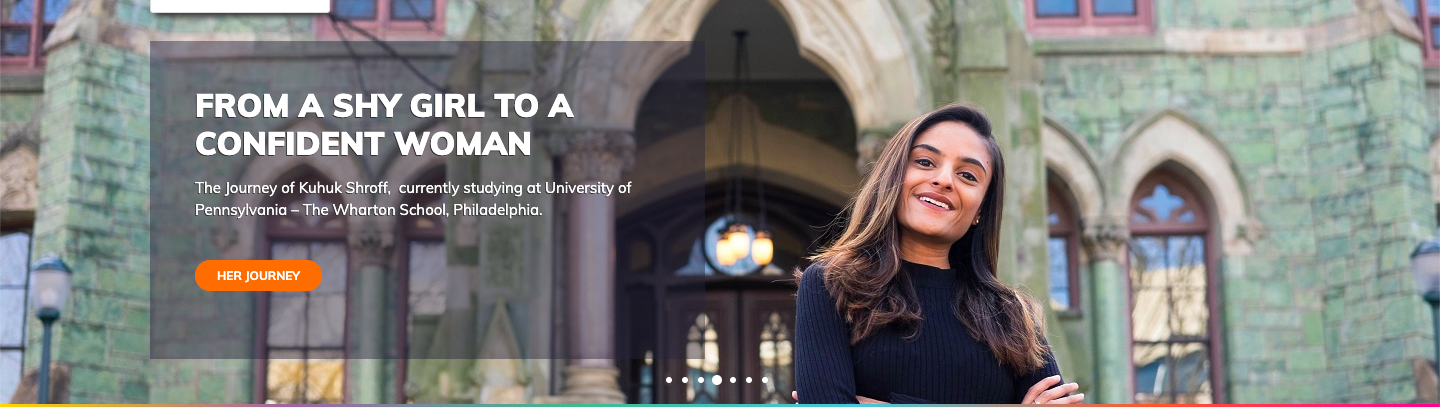 FROM A SHY GIRL TO A
CONFIDENT WOMAN
The Journey of Kuhuk Shroff,  currently studying at University of
Pennsylvania – The Wharton School, Philadelphia.
HER JOURNEY